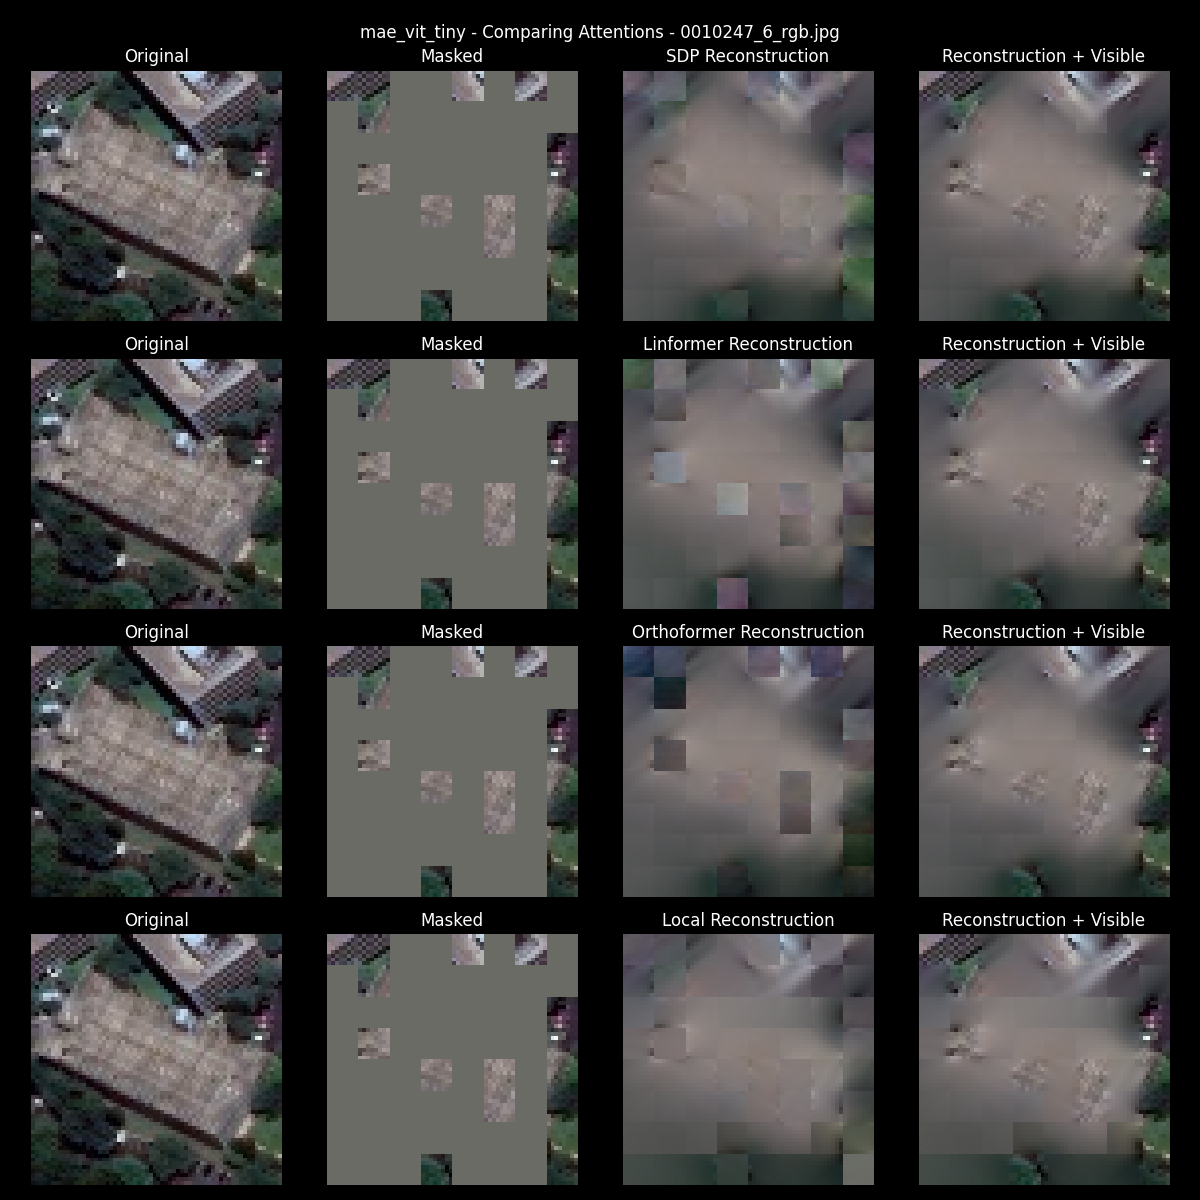 mae_vit_tiny - Comparing Attentions - 0010247_6_rgb.jpg
Original Masked SDP Reconstruction Reconstruction + Visible
Original Masked Linformer Reconstruction Reconstruction + Visible
Original Masked Orthoformer Reconstruction Reconstruction + Visible
Original Masked Local Reconstruction Reconstruction + Visible